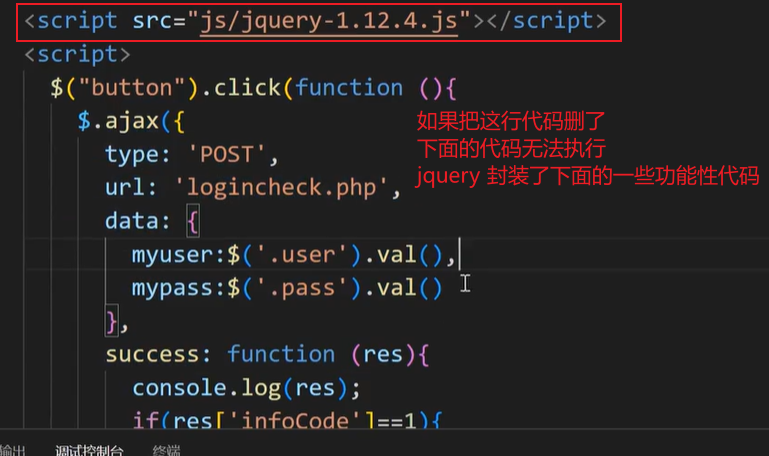 <script src="js/jquery-1.12.4.js"></script>
<script>
$("button").click(function (){
$.ajax({
如果把这行代码删了
type: 'POST',
下面的代码无法执行
url: 'logincheck.php',
jquery 封装了下面的一些功能性代码
data: {
myuser:$('.user').val(),
mypass:$('.pass').val()
},
success: function (res){
console.log(res);
if(res['infoCode']==1){
输出 调试控制台 终端